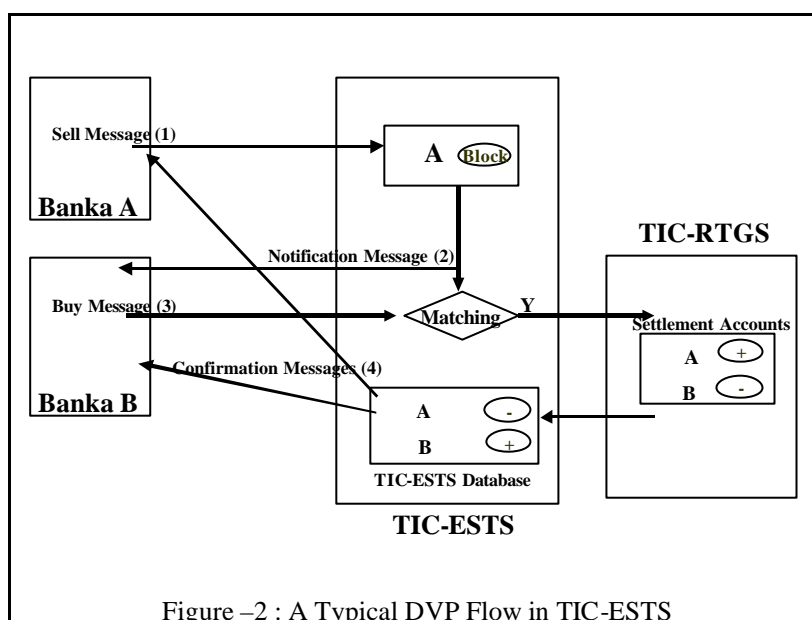 Sell Message (1)
A Block
Banka A
TIC-RTGS
Notification Message (2)
Buy Message (3)
Matching
Y
Settlement Accounts
A +
B -
Confirmation Messages (4)
Banka B
A -
B +
TIC-ESTS Database
TIC-ESTS
Figure –2 : A Typical DVP Flow in TIC-ESTS